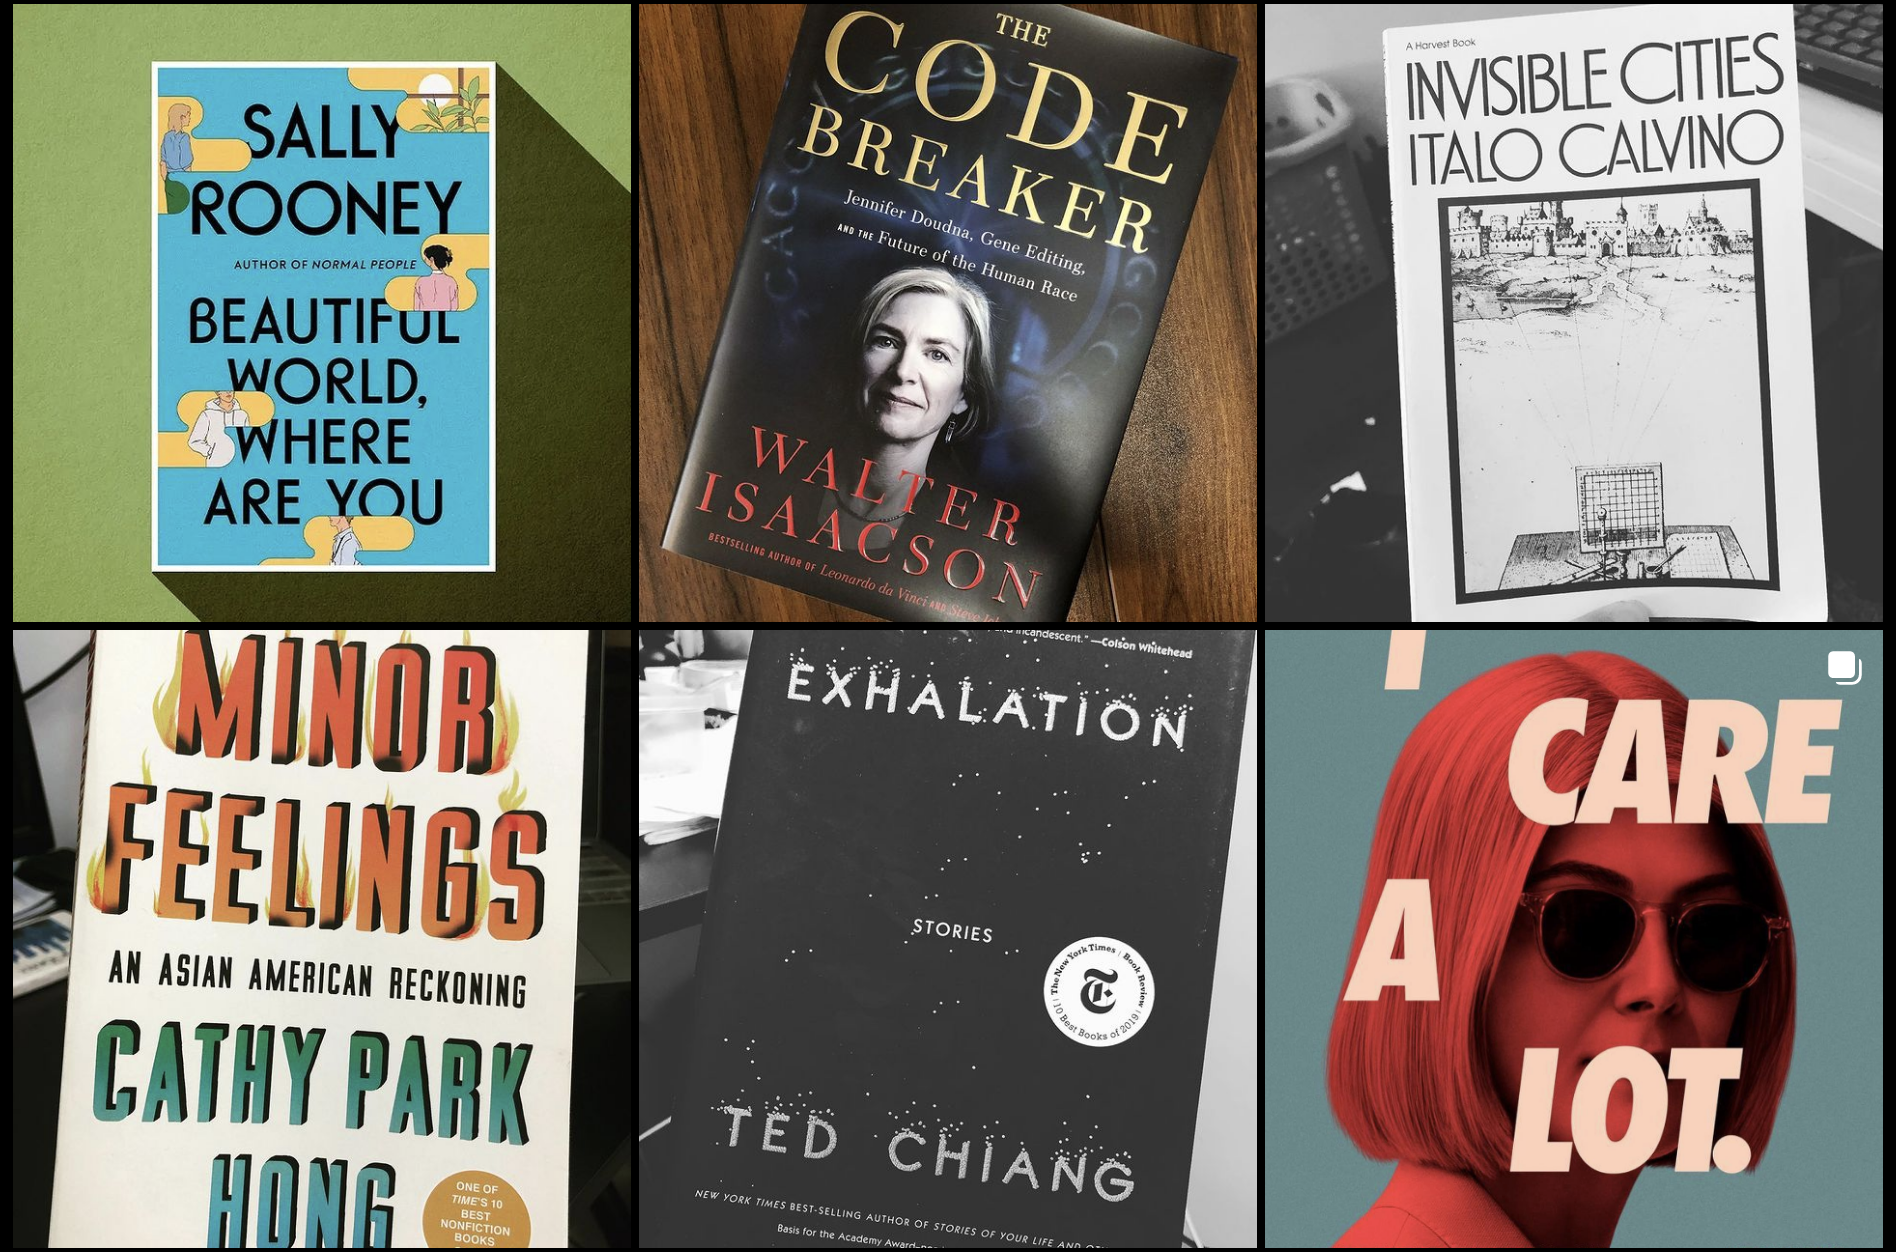 SALLY
ROONEY
AUTHOR OF NORMAL PEOPLE
BEAUTIFUL
WORLD,
WHERE
ARE YOU
THE
CODE
BREAKER
Jennifer Doudna, Gene Editing,
AND THE Future of the Human Race
WALTER
ISAACSON
BESTSELLING AUTHOR OF Leonardo da Vinci AND Steve
A Harvest Book
INVISIBLE CITIES
ITALO CALVINO
MINOR
FEELINGS
AN ASIAN AMERICAN RECKONING
CATHY PARK
HONG
ONE OF
TIME'S 10
BEST
NONFICTION
BOOKS
and incandescent." —Colson Whitehead
EXHALATION
STORIES
The New York Times | Book Review
10 Best Books of 2019
TED CHIANG
NEW YORK TIMES BEST-SELLING AUTHOR OF STORIES OF YOUR LIFE AND
Basis for the Academy Award
I
CARE
A
LOT.